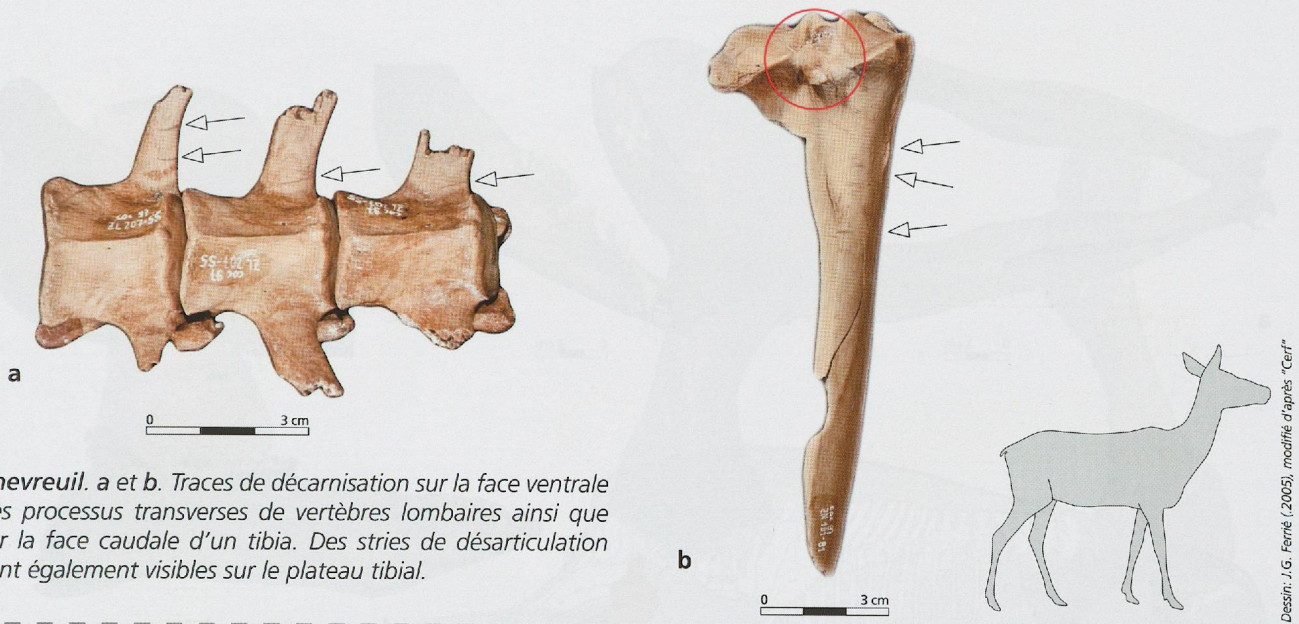 a
0 3 cm
hevreuil. a et b. Traces de décarnisation sur la face ventrale
es processus transverses de vertèbres lombaires ainsi que
r la face caudale d'un tibia. Des stries de désarticulation
nt également visibles sur le plateau tibial.
b
0 3 cm
Dessin: J.G. Ferrié (.2005), modifié d'après "Cerf"